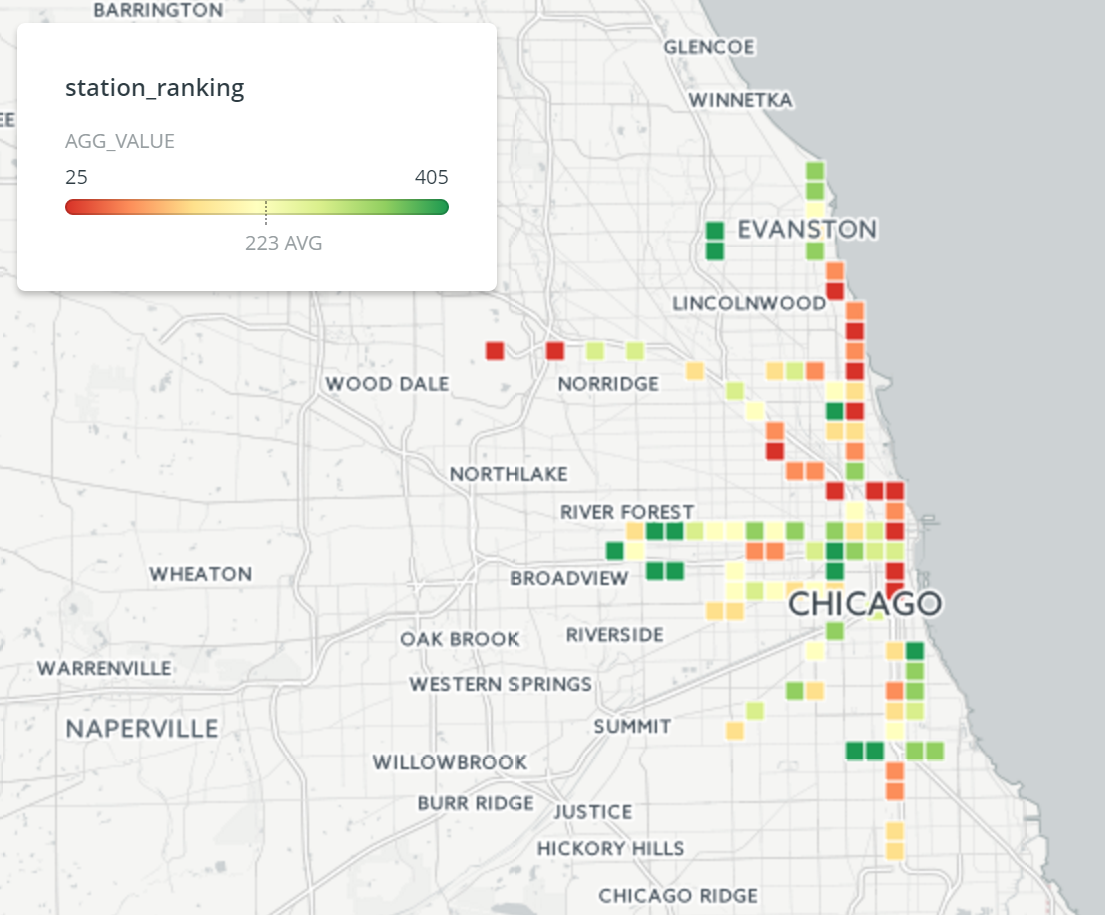 BARRINGTON
GLENCOE
WINNETKA
EE
station_ranking
AGG_VALUE
25 405
223 AVG
EVANSTON
LINCOLNWOOD
WOOD DALE
NORRIDGE
NORTHLAKE
RIVER FOREST
WHEATON
BROADVIEW
CHICAGO
OAK BROOK
RIVERSIDE
WARRENVILLE
WESTERN SPRINGS
NAPERVILLE
SUMMIT
WILLOWBROOK
BURR RIDGE
JUSTICE
HICKORY HILLS
CHICAGO RIDGE